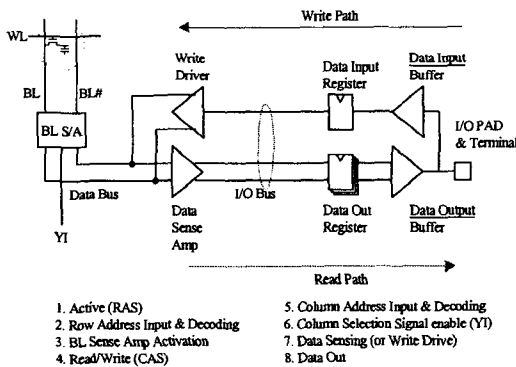 Write Path
WL
Write
Driver
Data Input
Register
Data Input
Buffer
BL
BL#
BL S/A
I/O PAD
& Terminal
Data Bus
I/O Bus
YI
Data
Sense
Amp
Data Out
Register
Data Output
Buffer
Read Path
1. Active (RAS)
2. Row Address Input & Decoding
3. BL Sense Amp Activation
4. Read/Write (CAS)
5. Column Address Input & Decoding
6. Column Selection Signal enable (YI)
7. Data Sensing (or Write Drive)
8. Data Out